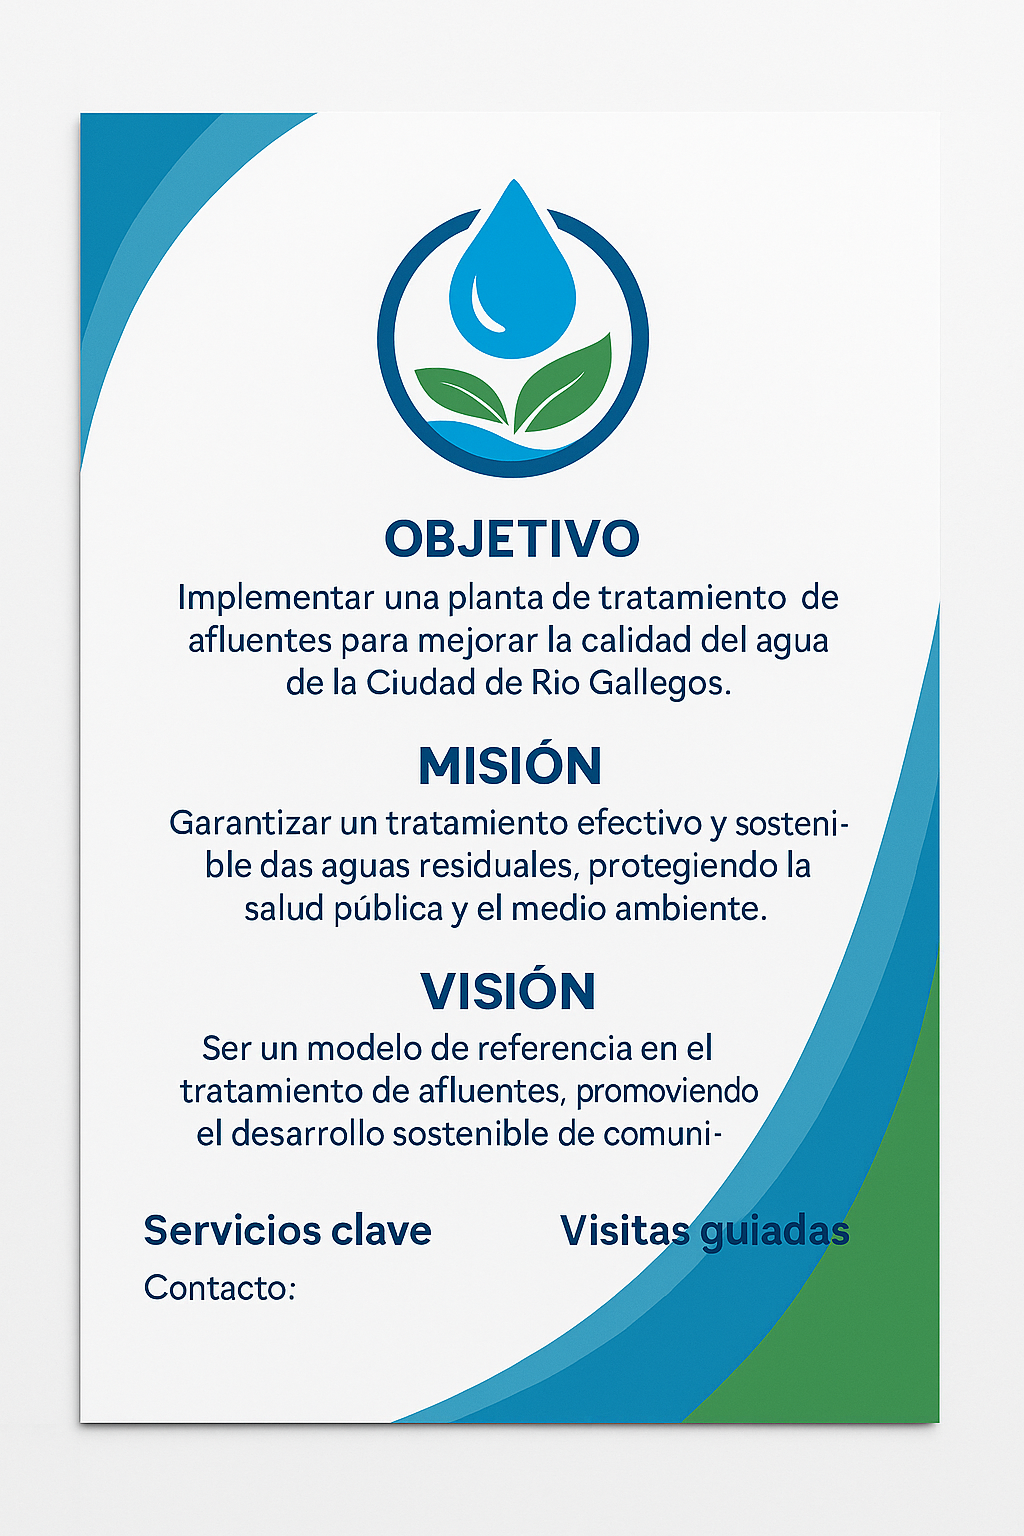 OBJETIVO
Implementar una planta de tratamiento de
afluentes para mejorar la calidad del agua
de la Ciudad de Rio Gallegos.
MISIÓN
Garantizar un tratamiento efectivo y sosteni-
ble das aguas residuales, protegiendo la
salud pública y el medio ambiente.
VISIÓN
Ser un modelo de referencia en el
tratamiento de afluentes, promoviendo
el desarrollo sostenible de comuni-
Servicios clave
Visitas guiadas
Contacto: